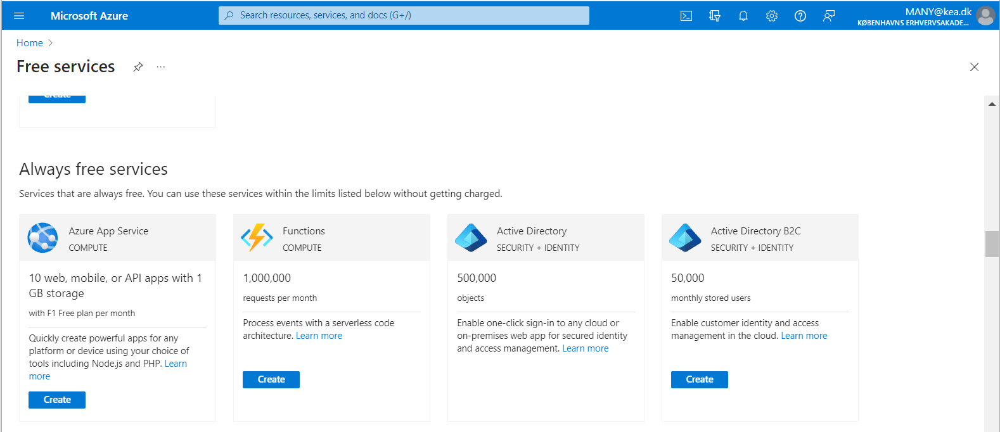 Microsoft Azure
Search resources, services, and docs (G+/)
MANY@kea.dk
KØBENHAVNS ERHVERVSAKADE...
Home
Free services
...
Create
Always free services
Services that are always free. You can use these services within the limits listed below without getting charged.
Azure App Service
COMPUTE
10 web, mobile, or API apps with 1
GB storage
with F1 Free plan per month
Quickly create powerful apps for any
platform or device using your choice of
tools including Node.js and PHP. Learn
more
Create
Functions
COMPUTE
1,000,000
requests per month
Process events with a serverless code
architecture. Learn more
Create
Active Directory
SECURITY + IDENTITY
500,000
objects
Enable one-click sign-in to any cloud or
on-premises web app for secured identity
and access management. Learn more
Active Directory B2C
SECURITY + IDENTITY
50,000
monthly stored users
Enable customer identity and access
management in the cloud. Learn more
Create